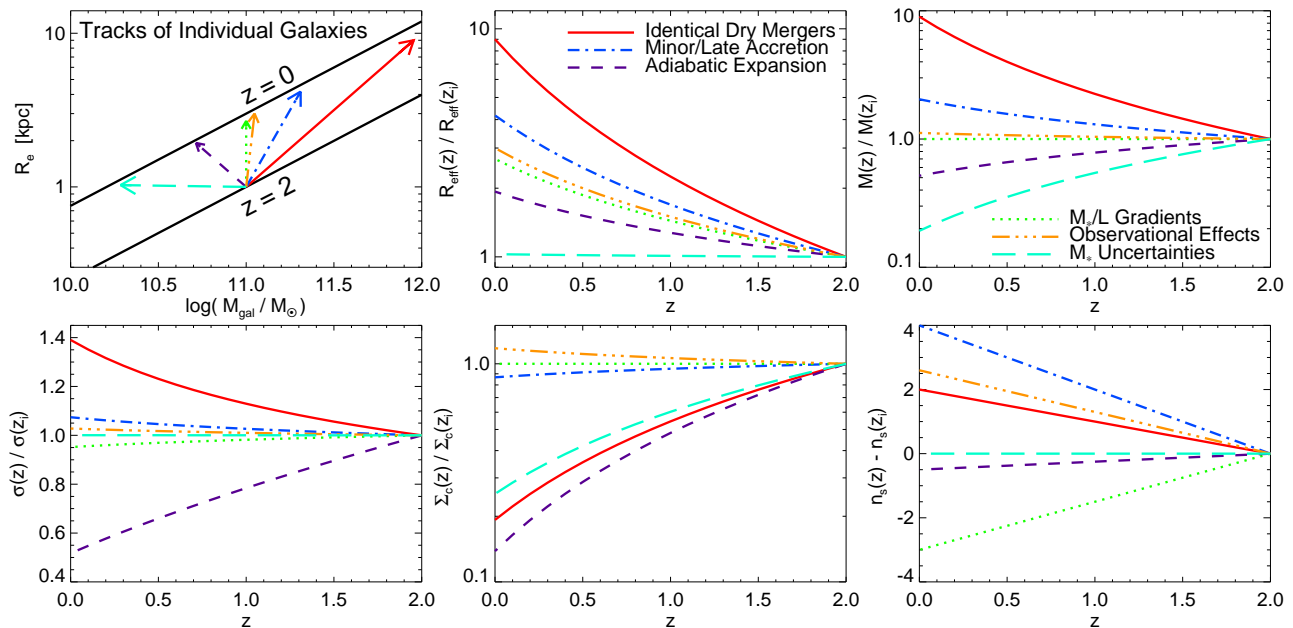 Tracks of Individual Galaxies
z = 0
z = 2
10
1
R_e [kpc]
10.0 10.5 11.0 11.5 12.0
log( M_gal / M_⊙ )
Identical Dry Mergers
Minor/Late Accretion
Adiabatic Expansion
10
1
R_eff(z) / R_eff(z_i)
0.0 0.5 1.0 1.5 2.0
z
10.0
1.0
0.1
M(z) / M(z_i)
M_*/L Gradients
Observational Effects
M_* Uncertainties
0.0 0.5 1.0 1.5 2.0
z
1.4
1.2
1.0
0.8
0.6
0.4
σ(z) / σ(z_i)
0.0 0.5 1.0 1.5 2.0
z
1.0
0.1
Σ_c(z) / Σ_c(z_i)
0.0 0.5 1.0 1.5 2.0
z
4
2
0
-2
-4
n_s(z) - n_s(z_i)
0.0 0.5 1.0 1.5 2.0
z